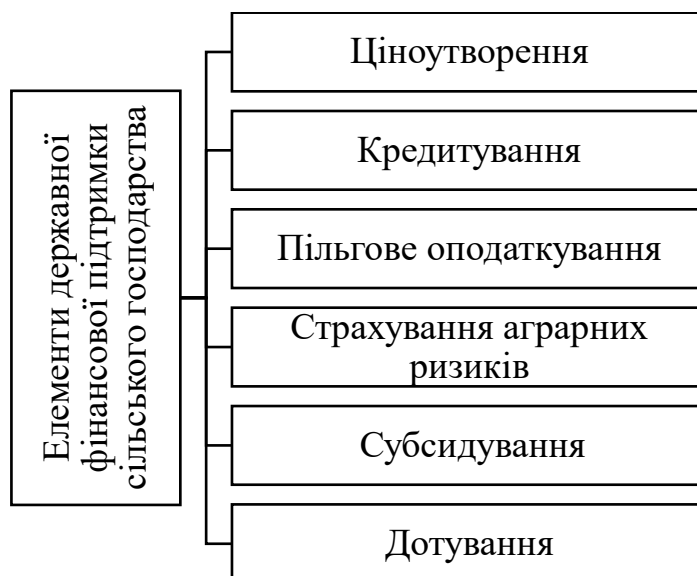 Елементи державної
фінансової підтримки
сільського господарства
Ціноутворення
Кредитування
Пільгове оподаткування
Страхування аграрних
ризиків
Субсидування
Дотування